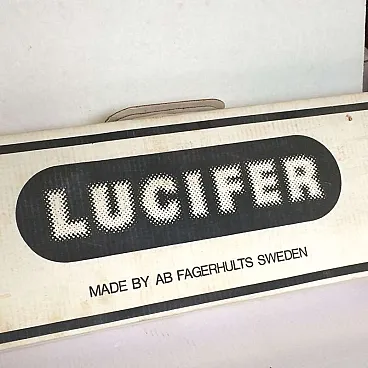 LUCIFER
MADE BY AB FAGERHULTS SWEDEN